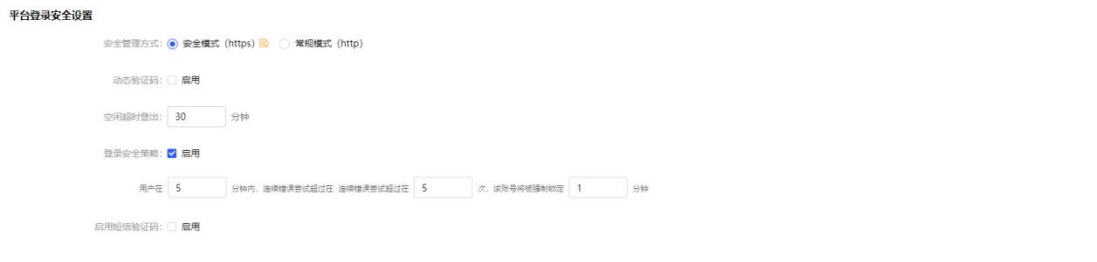 平台登录安全设置
安全管理方式: 安全模式（https） 常规模式（http）
动态验证码: 启用
空闲超时登出: 30 分钟
登录安全策略: 启用
用户在 5 分钟内，连续错误尝试超过在 连续错误尝试超过在 5 次，该账号将被强制锁定 1 分钟
启用短信验证码: 启用